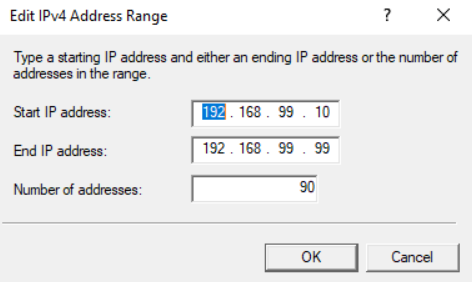 Edit IPv4 Address Range ? ×
Type a starting IP address and either an ending IP address or the number of
addresses in the range.
Start IP address: 192 . 168 . 99 . 10
End IP address: 192 . 168 . 99 . 99
Number of addresses: 90
OK Cancel